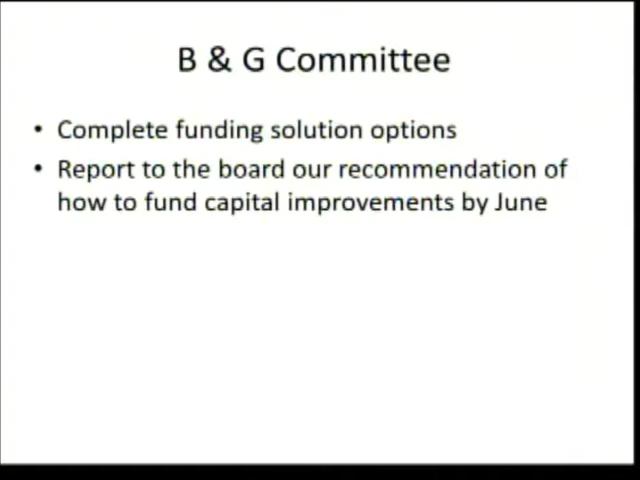 B & G Committee
• Complete funding solution options
• Report to the board our recommendation of
how to fund capital improvements by June